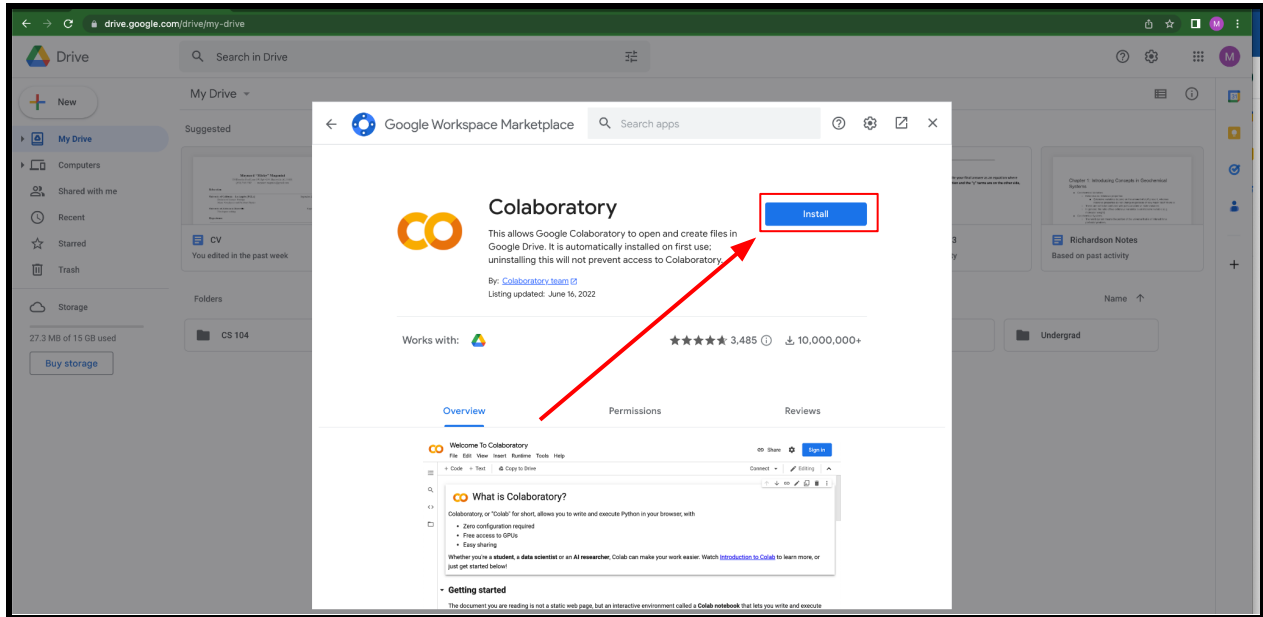 drive.google.com/drive/my-drive
M
Drive
Search in Drive
M
New
My Drive
My Drive
Computers
Shared with me
Recent
Starred
Trash
Storage
27.3 MB of 15 GB used
Buy storage
Suggested
CV
You edited in the past week
Richardson Notes
Based on past activity
Folders
Name
CS 104
Undergrad
Google Workspace Marketplace
Search apps
Colaboratory
Install
This allows Google Colaboratory to open and create files in
Google Drive. It is automatically installed on first use;
uninstalling this will not prevent access to Colaboratory.
By: Colaboratory team
Listing updated: June 16, 2022
Works with:
3,485
10,000,000+
Overview
Permissions
Reviews
Welcome To Colaboratory
File Edit View Insert Runtime Tools Help
Share
Sign in
+ Code + Text Copy to Drive
Connect
Editing
What is Colaboratory?
Colaboratory, or "Colab" for short, allows you to write and execute Python in your browser, with
• Zero configuration required
• Free access to GPUs
• Easy sharing
Whether you're a student, a data scientist or an AI researcher, Colab can make your work easier. Watch Introduction to Colab to learn more, or
just get started below!
Getting started
The document you are reading is not a static web page, but an interactive environment called a Colab notebook that lets you write and execute